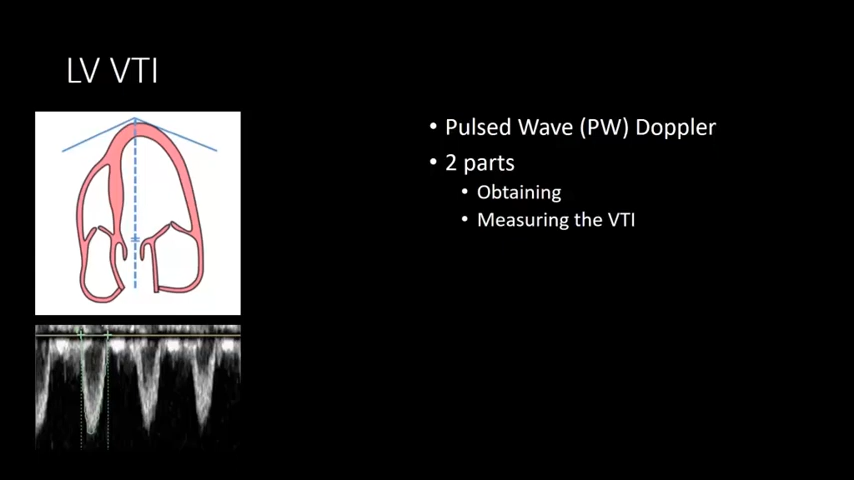 LV VTI
• Pulsed Wave (PW) Doppler
• 2 parts
• Obtaining
• Measuring the VTI